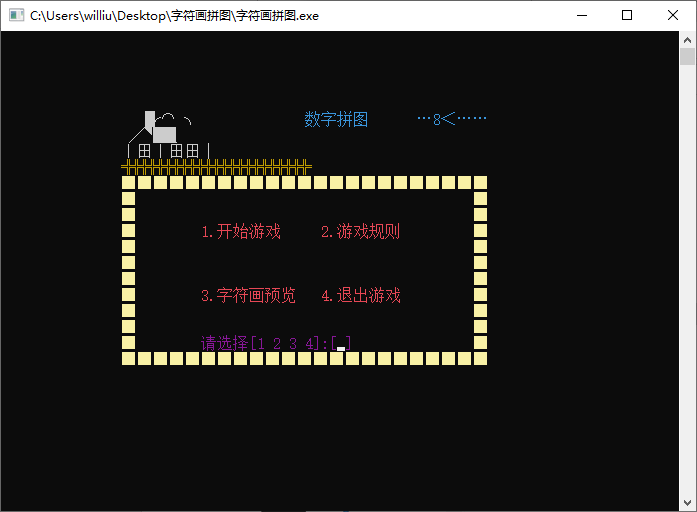 C:\Users\williu\Desktop\字符画拼图\字符画拼图.exe
数字拼图 …8<……
1.开始游戏 2.游戏规则
3.字符画预览 4.退出游戏
请选择[1 2 3 4]:[ ]